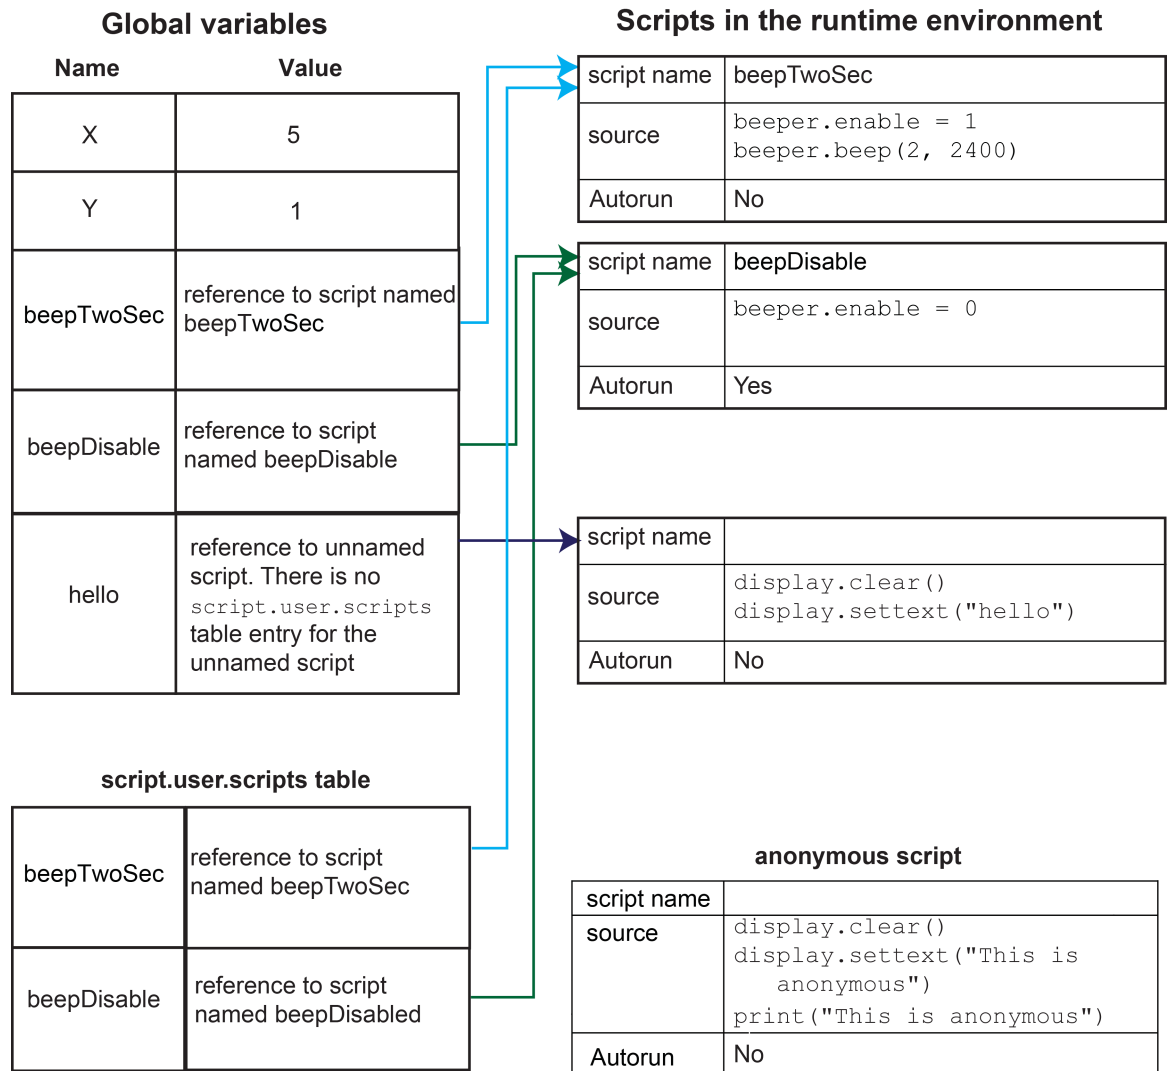 Global variables
Name Value
X 5
Y 1
beepTwoSec
reference to script named
beepTwoSec
beepDisable
reference to script
named beepDisable
hello
reference to unnamed
script. There is no
script.user.scripts
table entry for the
unnamed script
script.user.scripts table
beepTwoSec
reference to script
named beepTwoSec
beepDisable
reference to script
named beepDisabled
Scripts in the runtime environment
script name beepTwoSec
source
beeper.enable = 1
beeper.beep(2, 2400)
Autorun No
script name beepDisable
source
beeper.enable = 0
Autorun Yes
script name
source
display.clear()
display.settext("hello")
Autorun No
anonymous script
script name
source
display.clear()
display.settext("This is
anonymous")
print("This is anonymous")
Autorun No